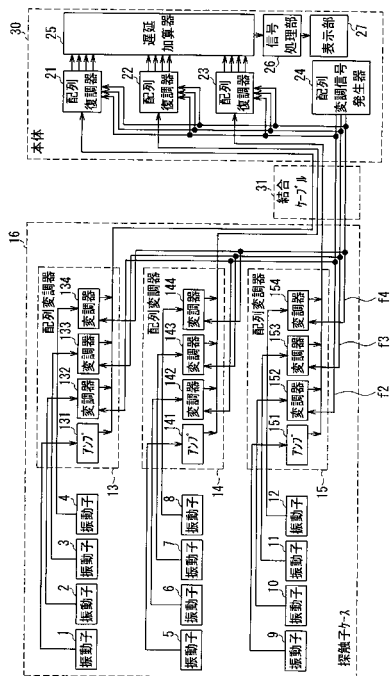 30
本体
25
遅延
加算器
信号
処理部
26
表示部
27
21
配列
復調器
22
配列
復調器
23
配列
復調器
24
配列
変調信号
発生器
31
結合
ケーブル
16
配列変調器
131
アンプ
132
変調器
133
変調器
134
変調器
13
配列変調器
141
アンプ
142
変調器
143
変調器
144
変調器
14
配列変調器
151
アンプ
152
変調器
153
変調器
154
変調器
15
f2
f3
f4
1
振動子
2
振動子
3
振動子
4
振動子
5
振動子
6
振動子
7
振動子
8
振動子
9
振動子
10
振動子
11
振動子
12
振動子
探触子ケース